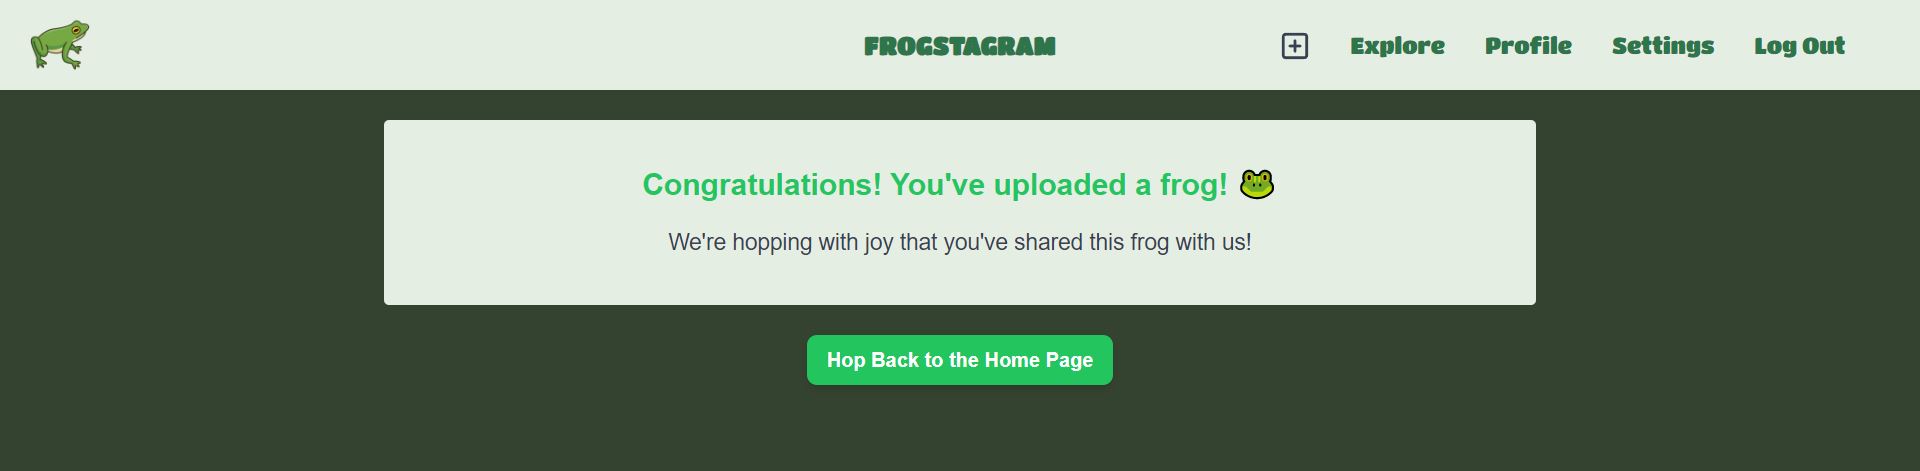 FROGSTAGRAM
Explore Profile Settings Log Out
Congratulations! You've uploaded a frog! 🐸
We're hopping with joy that you've shared this frog with us!
Hop Back to the Home Page